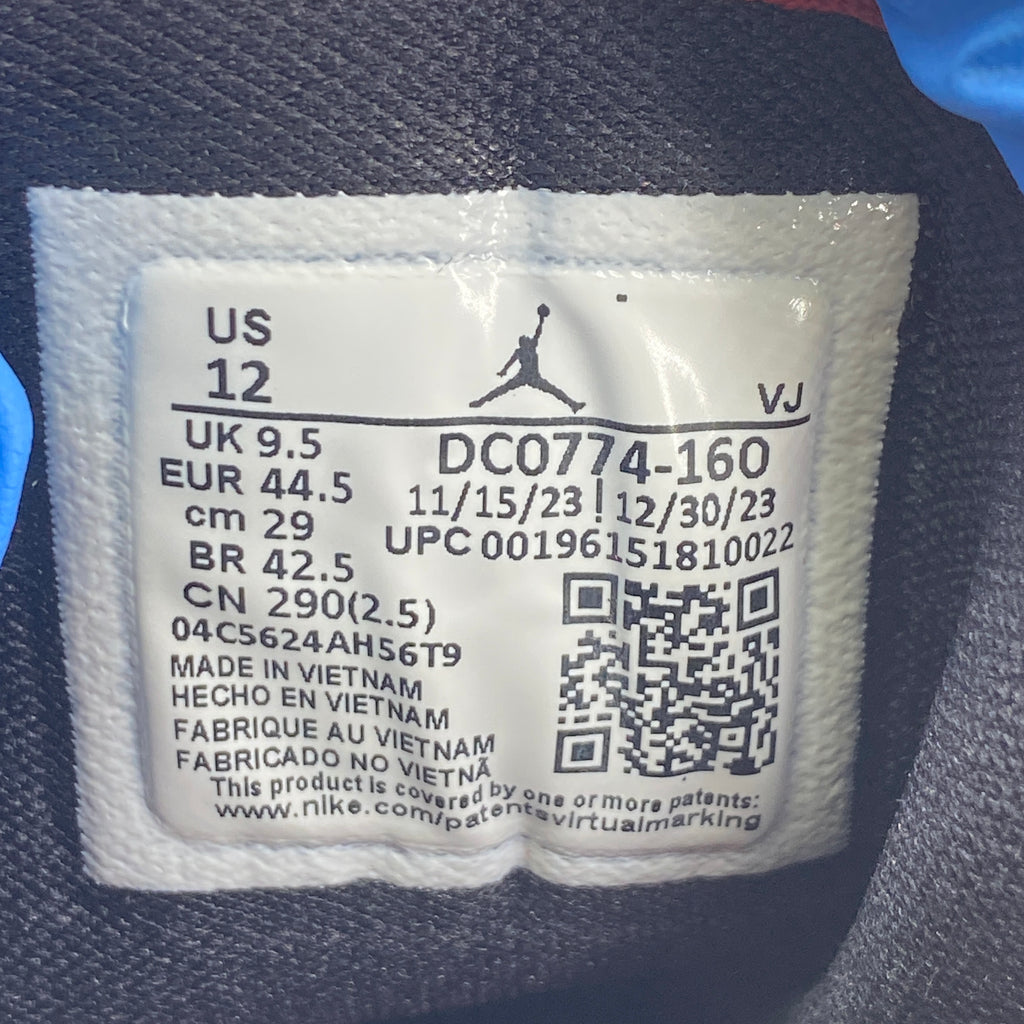 US
12
VJ
UK 9.5
EUR 44.5
cm 29
BR 42.5
CN 290(2.5)
DC0774-160
11/15/23 ! 12/30/23
UPC 00196151810022
04C5624AH56T9
MADE IN VIETNAM
HECHO EN VIETNAM
FABRIQUE AU VIETNAM
FABRICADO NO VIETNÃ
This product is covered by one or more patents:
www.nike.com/patentsvirtualmarking